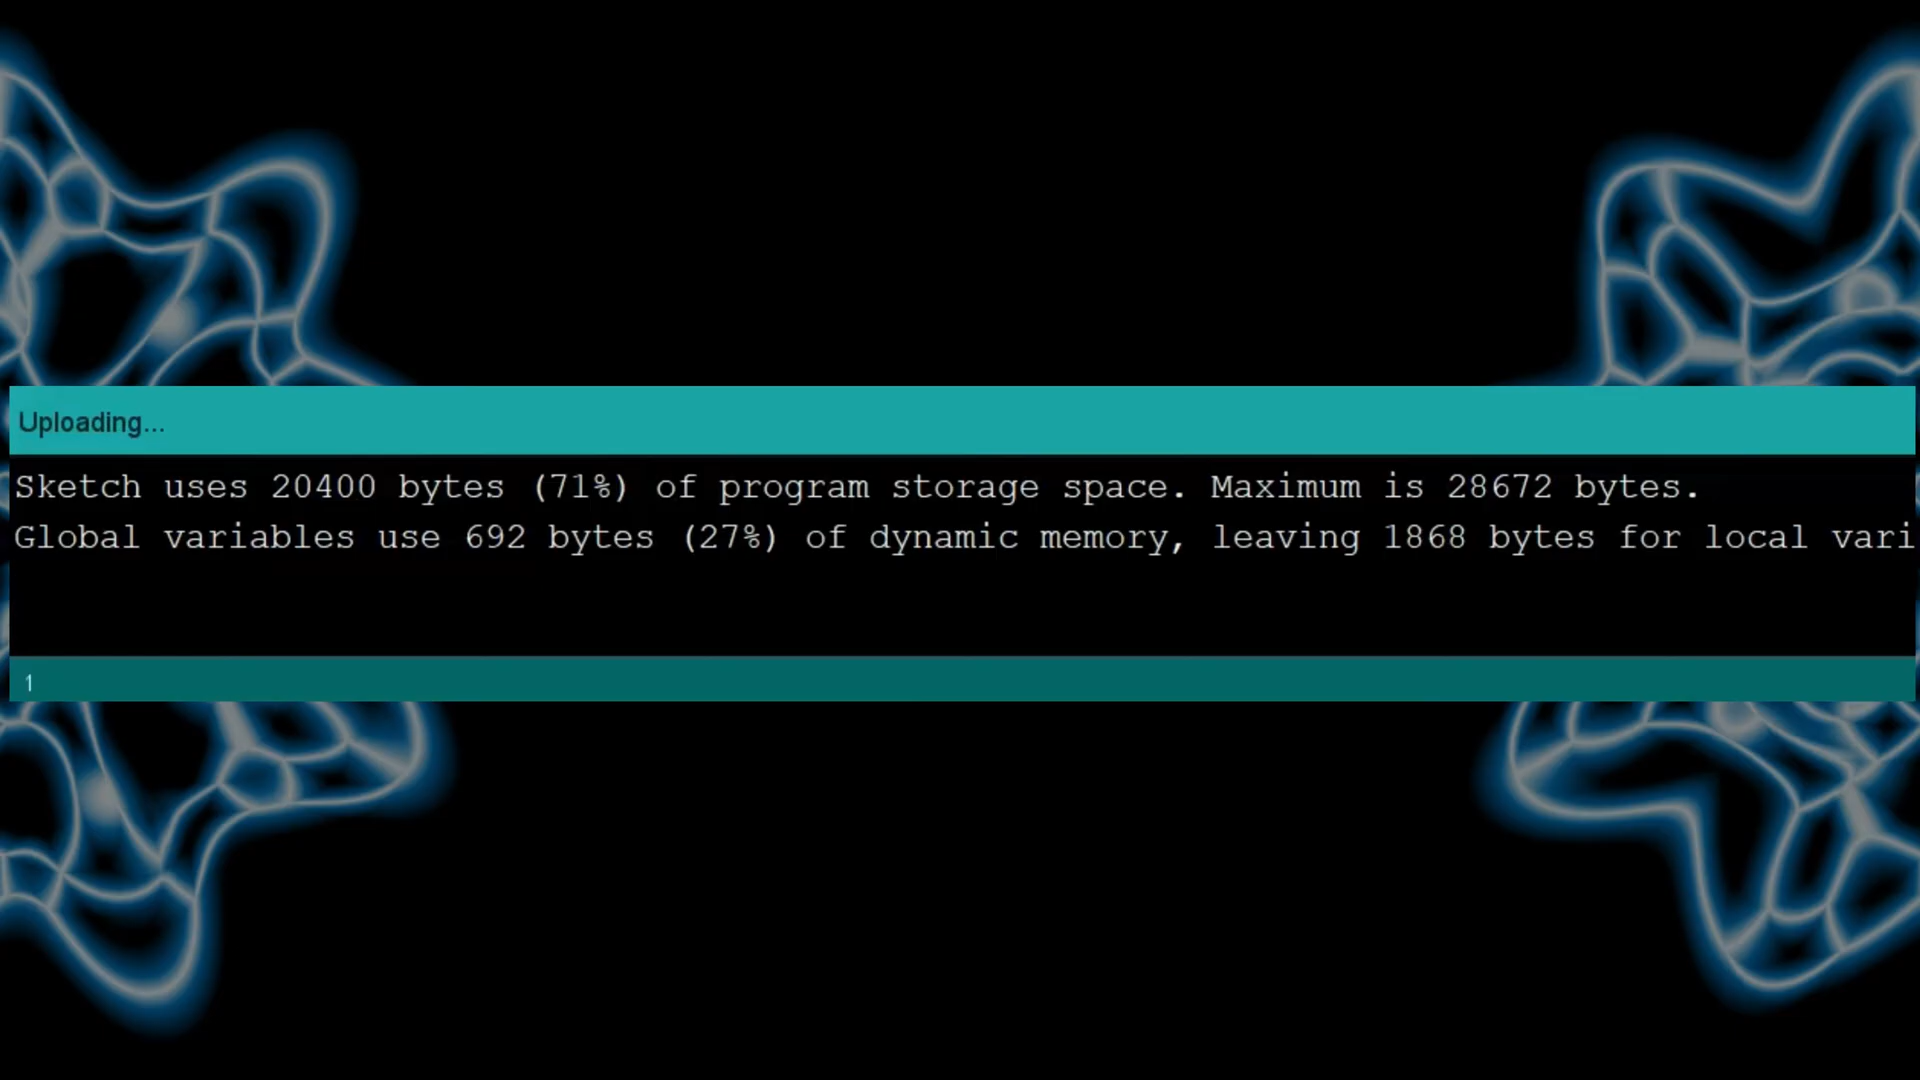 Uploading...
Sketch uses 20400 bytes (71%) of program storage space. Maximum is 28672 bytes.
Global variables use 692 bytes (27%) of dynamic memory, leaving 1868 bytes for local vari
1